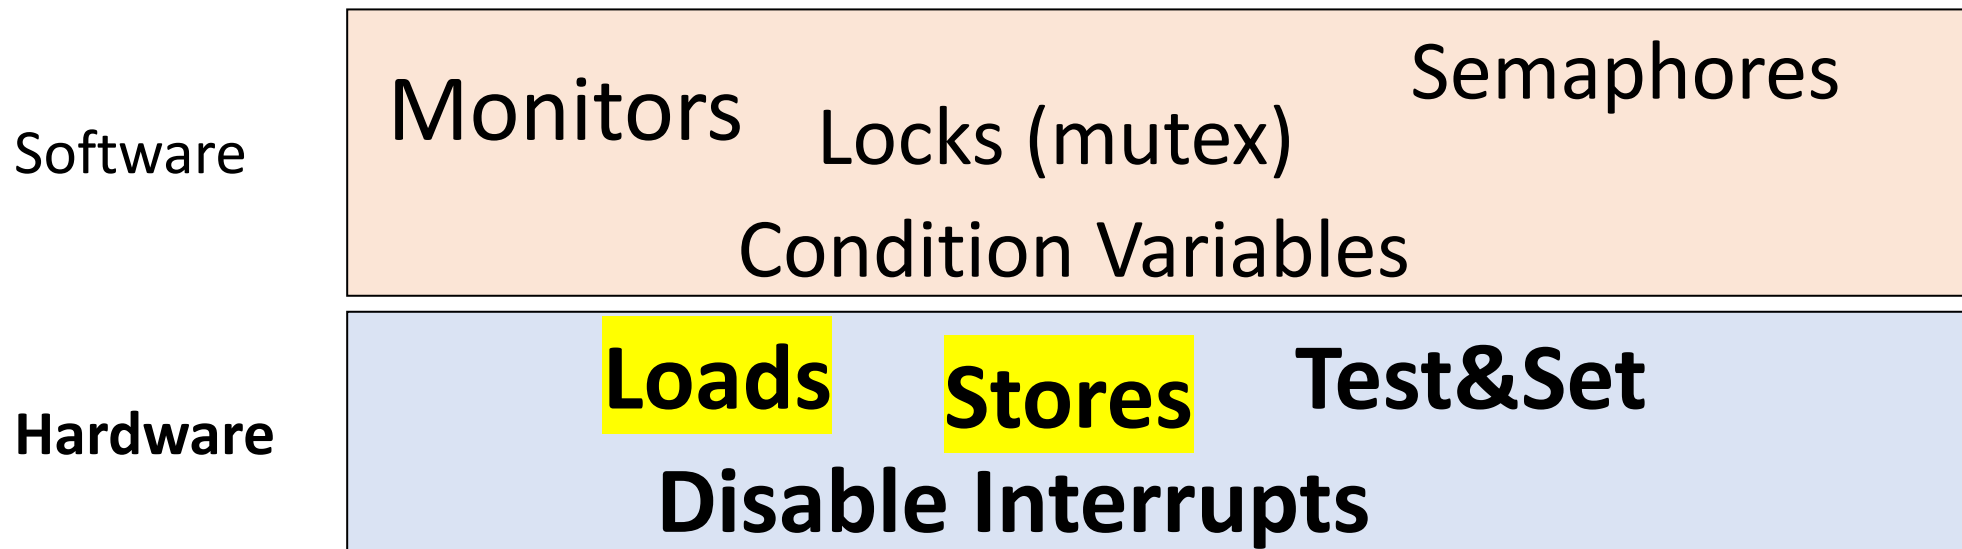 Software
Monitors
Locks (mutex)
Semaphores
Condition Variables
Hardware
Loads
Stores
Test&Set
Disable Interrupts